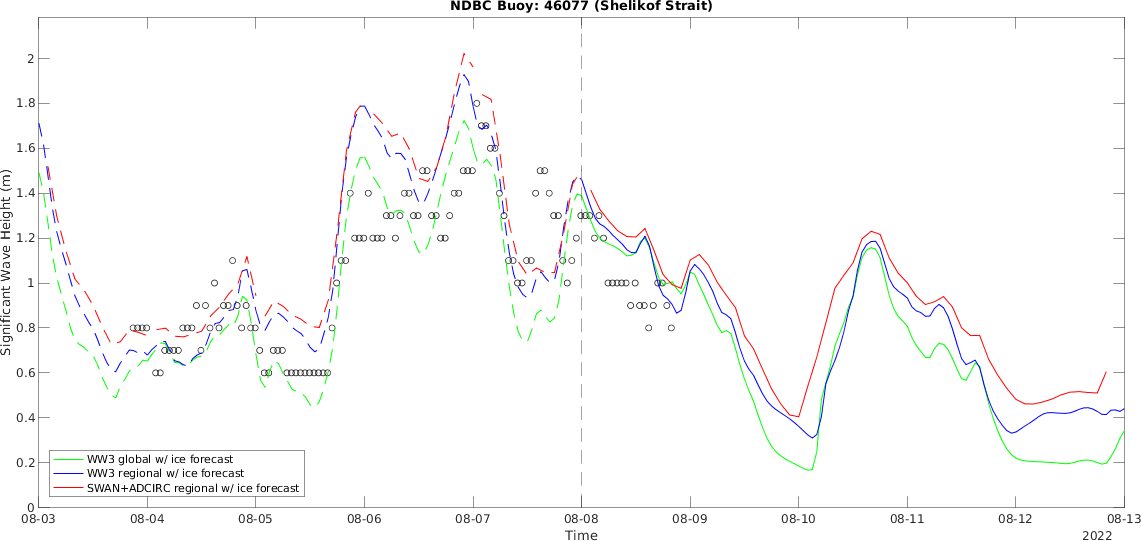 NDBC Buoy: 46077 (Shelikof Strait)
Significant Wave Height (m)
2
1.8
1.6
1.4
1.2
1
0.8
0.6
0.4
0.2
0
WW3 global w/ ice forecast
WW3 regional w/ ice forecast
SWAN+ADCIRC regional w/ ice forecast
08-03 08-04 08-05 08-06 08-07 08-08 08-09 08-10 08-11 08-12 08-13
Time
2022